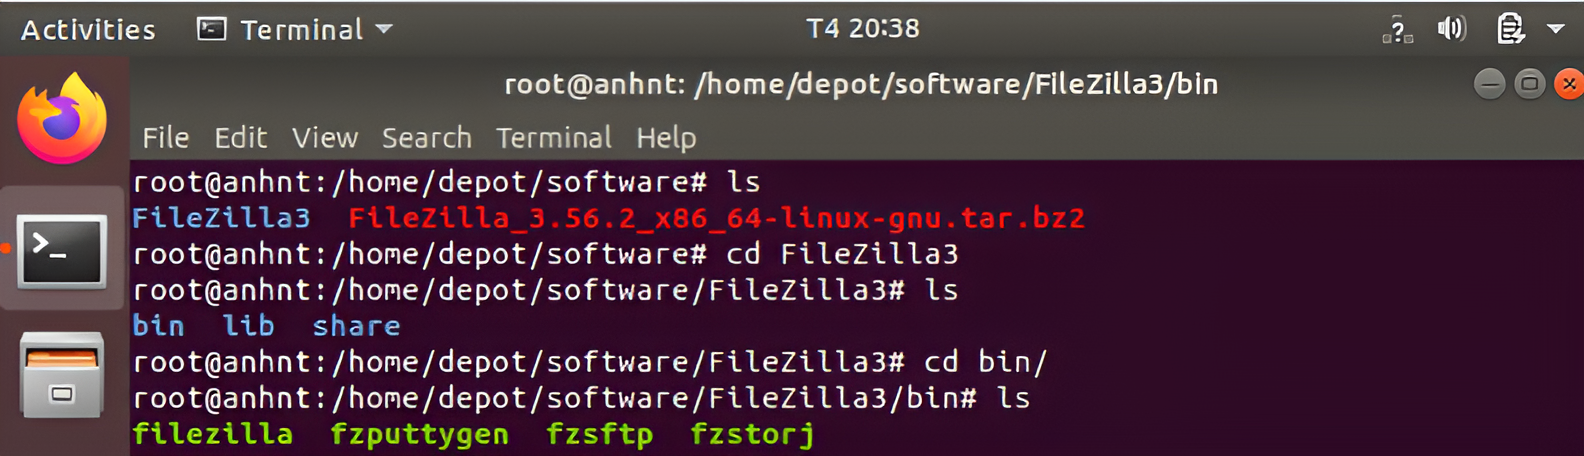 Activities Terminal T4 20:38
root@anhnt: /home/depot/software/FileZilla3/bin
File Edit View Search Terminal Help
root@anhnt:/home/depot/software# ls
FileZilla3 FileZilla_3.56.2_x86_64-linux-gnu.tar.bz2
root@anhnt:/home/depot/software# cd FileZilla3
root@anhnt:/home/depot/software/FileZilla3# ls
bin lib share
root@anhnt:/home/depot/software/FileZilla3# cd bin/
root@anhnt:/home/depot/software/FileZilla3/bin# ls
filezilla fzputtygen fzsftp fzstorj